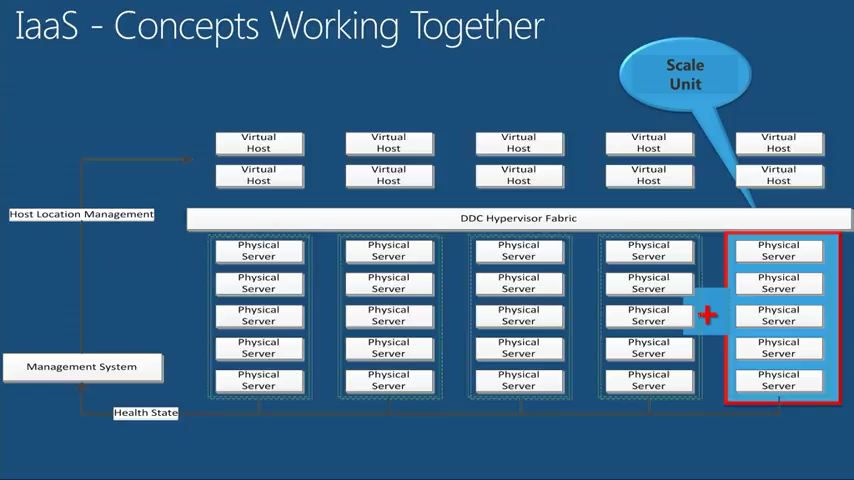 IaaS - Concepts Working Together
Scale
Unit
Virtual
Host
Virtual
Host
Virtual
Host
Virtual
Host
Virtual
Host
Virtual
Host
Virtual
Host
Virtual
Host
Virtual
Host
Virtual
Host
Host Location Management
DDC Hypervisor Fabric
Physical
Server
Physical
Server
Physical
Server
Physical
Server
Physical
Server
Physical
Server
Physical
Server
Physical
Server
Physical
Server
Physical
Server
Physical
Server
Physical
Server
Physical
Server
Physical
Server
+
Physical
Server
Physical
Server
Physical
Server
Physical
Server
Physical
Server
Physical
Server
Management System
Physical
Server
Physical
Server
Physical
Server
Physical
Server
Physical
Server
Health State